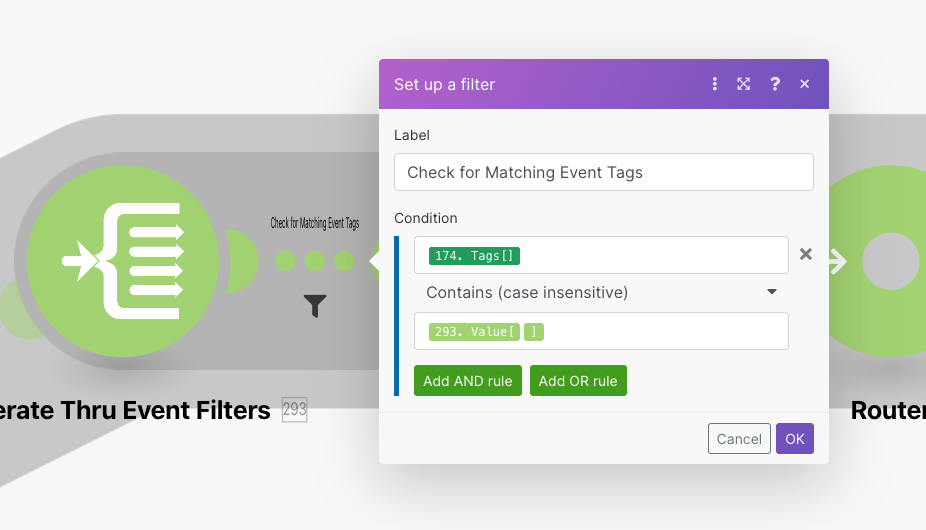 Set up a filter
?
Label
Check for Matching Event Tags
Condition
174. Tags[]
Contains (case insensitive)
293. Value[ ]
Add AND rule Add OR rule
Cancel OK
Check for Matching Event Tags
erate Thru Event Filters 293
Router